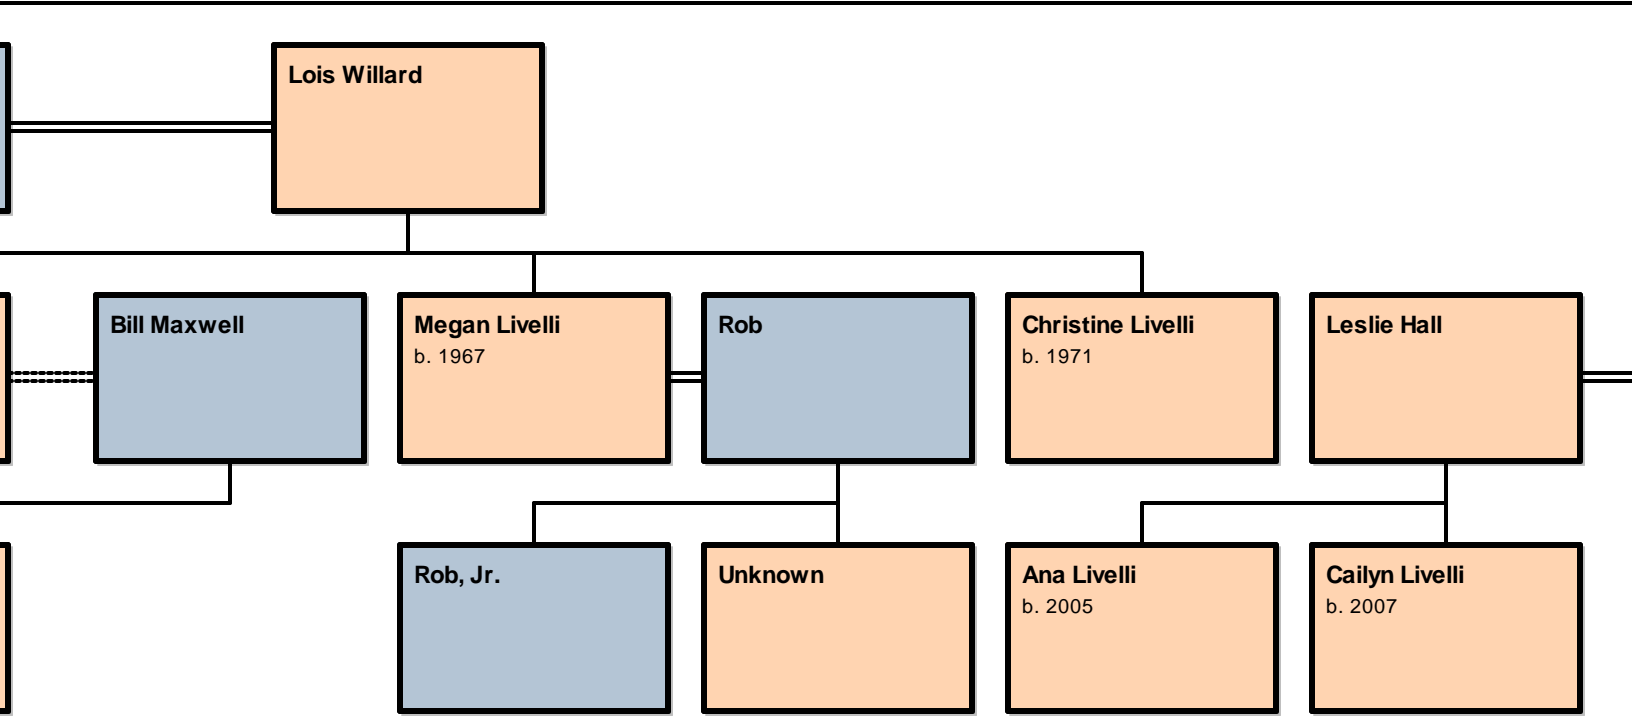 Lois Willard
Bill Maxwell
Megan Livelli
b. 1967
Rob
Christine Livelli
b. 1971
Leslie Hall
Rob, Jr.
Unknown
Ana Livelli
b. 2005
Cailyn Livelli
b. 2007